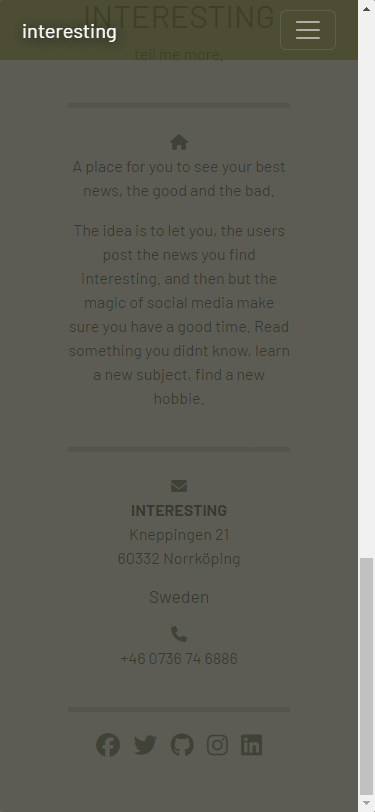 INTERESTING
interesting
tell me more.
A place for you to see your best
news, the good and the bad.
The idea is to let you, the users
post the news you find
interesting. and then but the
magic of social media make
sure you have a good time. Read
something you didnt know, learn
a new subject, find a new
hobbie.
INTERESTING
Kneppingen 21
60332 Norrköping
Sweden
+46 0736 74 6886